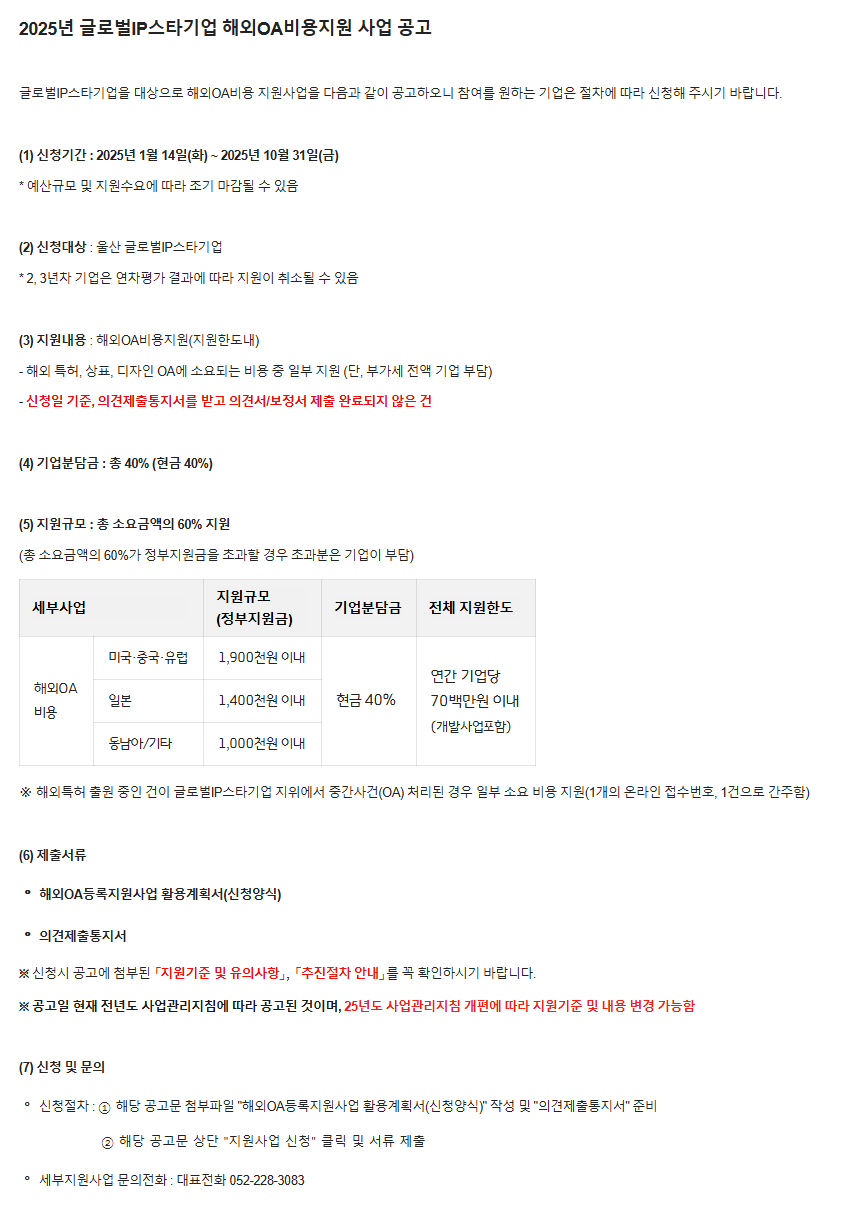 2025년 글로벌IP스타기업 해외OA비용지원 사업 공고
글로벌IP스타기업을 대상으로 해외OA비용 지원사업을 다음과 같이 공고하오니 참여를 원하는 기업은 절차에 따라 신청해 주시기 바랍니다.
(1) 신청기간 : 2025년 1월 14일(화) ~ 2025년 10월 31일(금)
* 예산규모 및 지원수요에 따라 조기 마감될 수 있음
(2) 신청대상 : 울산 글로벌IP스타기업
* 2, 3년차 기업은 연차평가 결과에 따라 지원이 취소될 수 있음
(3) 지원내용 : 해외OA비용지원(지원한도내)
- 해외 특허, 상표, 디자인 OA에 소요되는 비용 중 일부 지원 (단, 부가세 전액 기업 부담)
- 신청일 기준, 의견제출통지서를 받고 의견서/보정서 제출 완료되지 않은 건
(4) 기업분담금 : 총 40% (현금 40%)
(5) 지원규모 : 총 소요금액의 60% 지원
(총 소요금액의 60%가 정부지원금을 초과할 경우 초과분은 기업이 부담)
세부사업 지원규모 (정부지원금) 기업분담금 전체 지원한도
해외OA 비용
미국·중국·유럽 1,900천원 이내
일본 1,400천원 이내
동남아/기타 1,000천원 이내
현금 40%
연간 기업당
70백만원 이내
(개발사업포함)
※ 해외특허 출원 중인 건이 글로벌IP스타기업 지위에서 중간사건(OA) 처리된 경우 일부 소요 비용 지원(1개의 온라인 접수번호, 1건으로 간주함)
(6) 제출서류
° 해외OA등록지원사업 활용계획서(신청양식)
° 의견제출통지서
※ 신청시 공고에 첨부된 「지원기준 및 유의사항」, 「추진절차 안내」를 꼭 확인하시기 바랍니다.
※ 공고일 현재 전년도 사업관리지침에 따라 공고된 것이며, 25년도 사업관리지침 개편에 따라 지원기준 및 내용 변경 가능함
(7) 신청 및 문의
° 신청절차 : ① 해당 공고문 첨부파일 "해외OA등록지원사업 활용계획서(신청양식)" 작성 및 "의견제출통지서" 준비
② 해당 공고문 상단 "지원사업 신청" 클릭 및 서류 제출
° 세부지원사업 문의전화 : 대표전화 052-228-3083